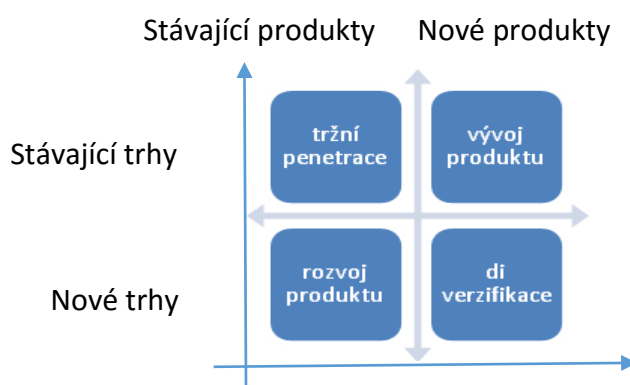 Stávající produkty Nové produkty
Stávající trhy
tržní
penetrace
vývoj
produktu
Nové trhy
rozvoj
produktu
di
verzifikace